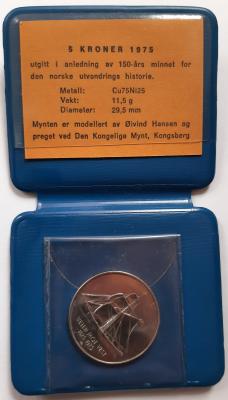 5 KRONER 1975
utgitt i anledning av 150-års minnet for
den norske utvandrings historie.
Metall: Cu75Ni25
Vekt: 11,5 g
Diameter: 29,5 mm
Mynten er modellert av Øivind Hansen og
preget ved Den Kongelige Mynt, Kongsberg